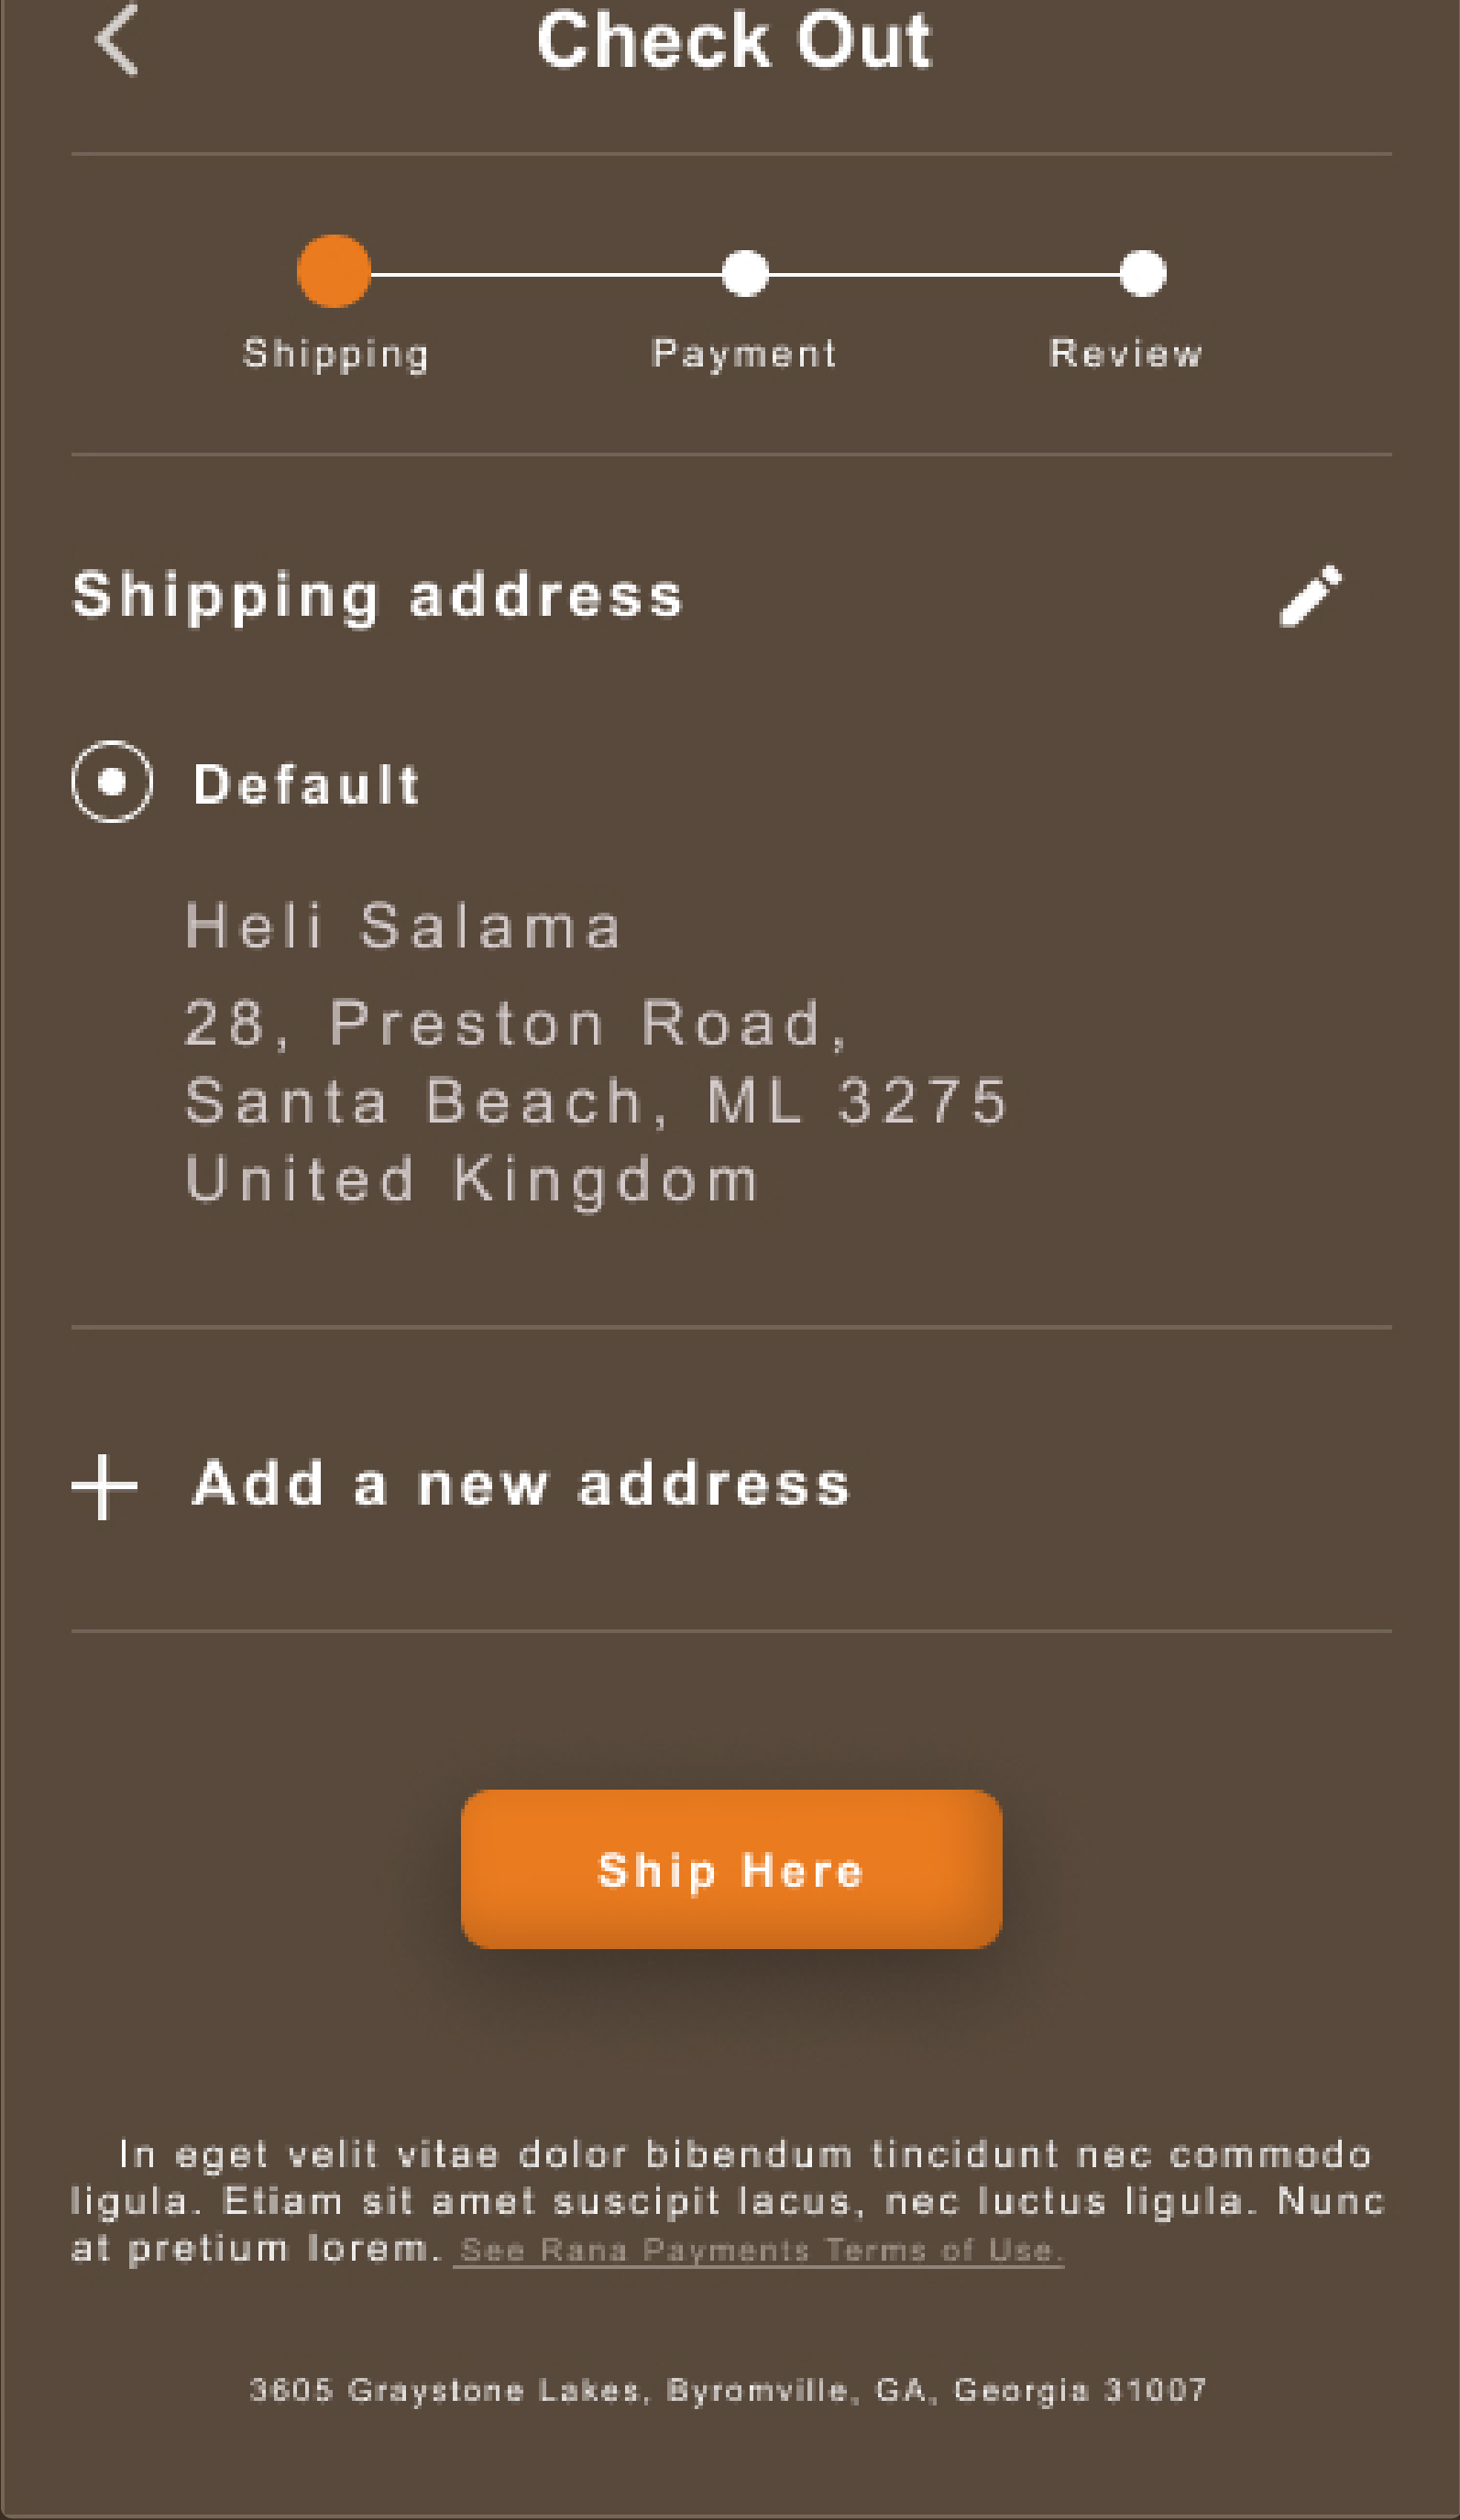 Check Out
Shipping Payment Review
Shipping address
Default
Heli Salama
28, Preston Road,
Santa Beach, ML 3275
United Kingdom
Add a new address
Ship Here
In eget velit vitae dolor bibendum tincidunt nec commodo
ligula. Etiam sit amet suscipit lacus, nec luctus ligula. Nunc
at pretium lorem. See Rana Payments Terms of Use.
3605 Graystone Lakes, Byromville, GA, Georgia 31007